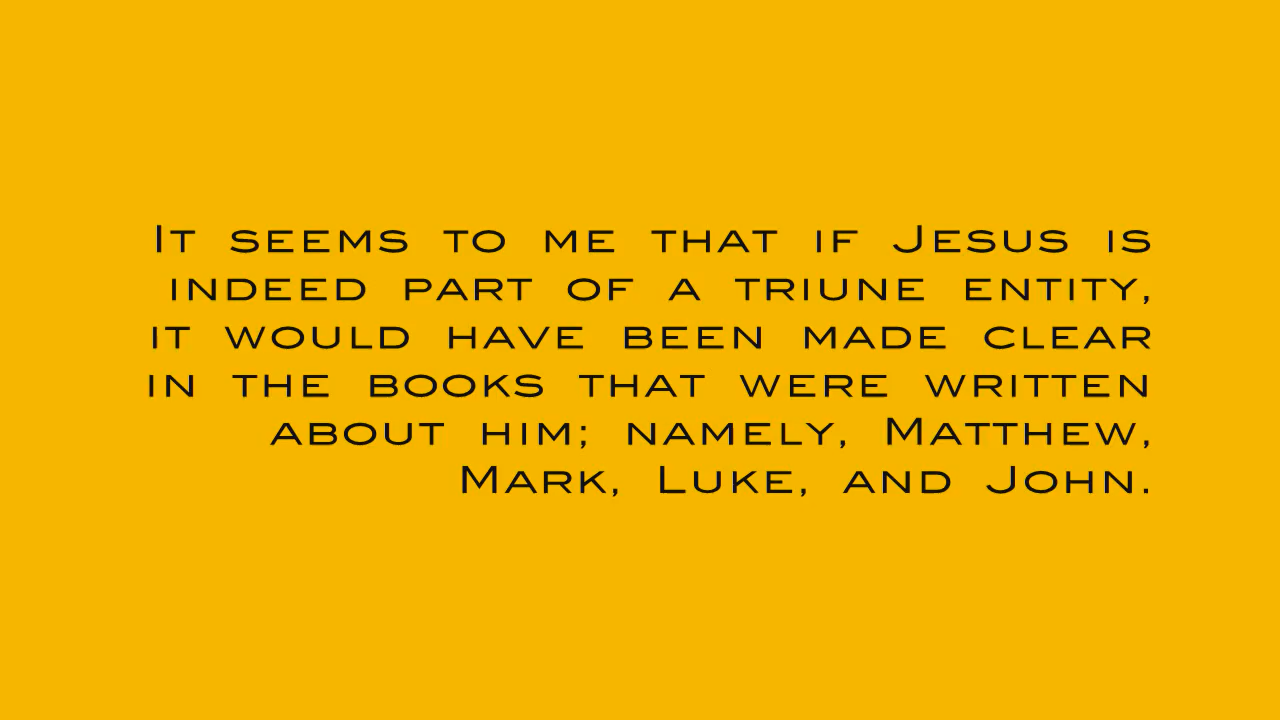 It seems to me that if Jesus is
indeed part of a triune entity,
it would have been made clear
in the books that were written
about him; namely, Matthew,
Mark, Luke, and John.